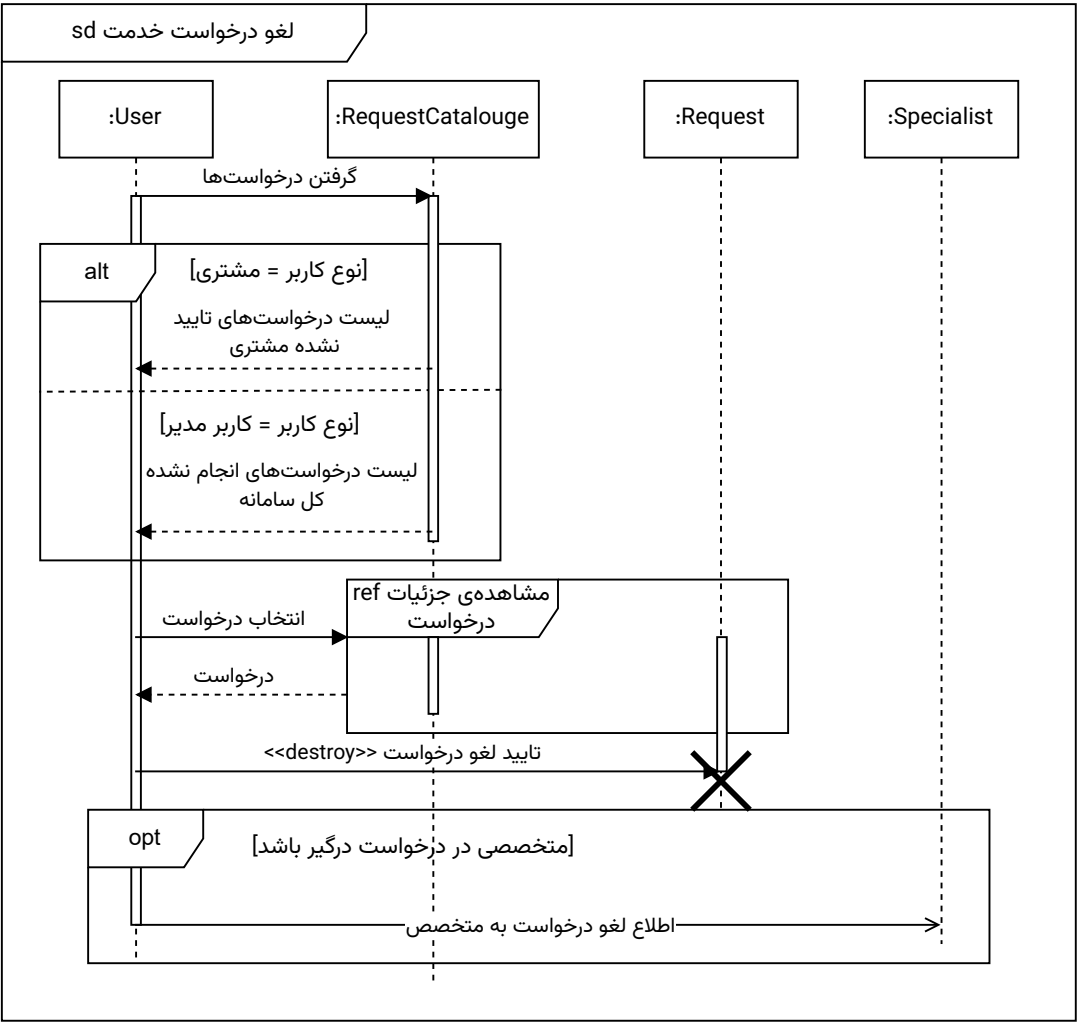 sd لغو درخواست خدمت
:User
:RequestCatalouge
:Request
:Specialist
گرفتن درخواست‌ها
alt
[نوع کاربر = مشتری]
لیست درخواست‌های تایید
نشده مشتری
[نوع کاربر = کاربر مدیر]
لیست درخواست‌های انجام نشده
کل سامانه
ref مشاهده‌ی جزئیات
درخواست
انتخاب درخواست
درخواست
<<destroy>> تایید لغو درخواست
opt
[متخصصی در درخواست درگیر باشد]
اطلاع لغو درخواست به متخصص